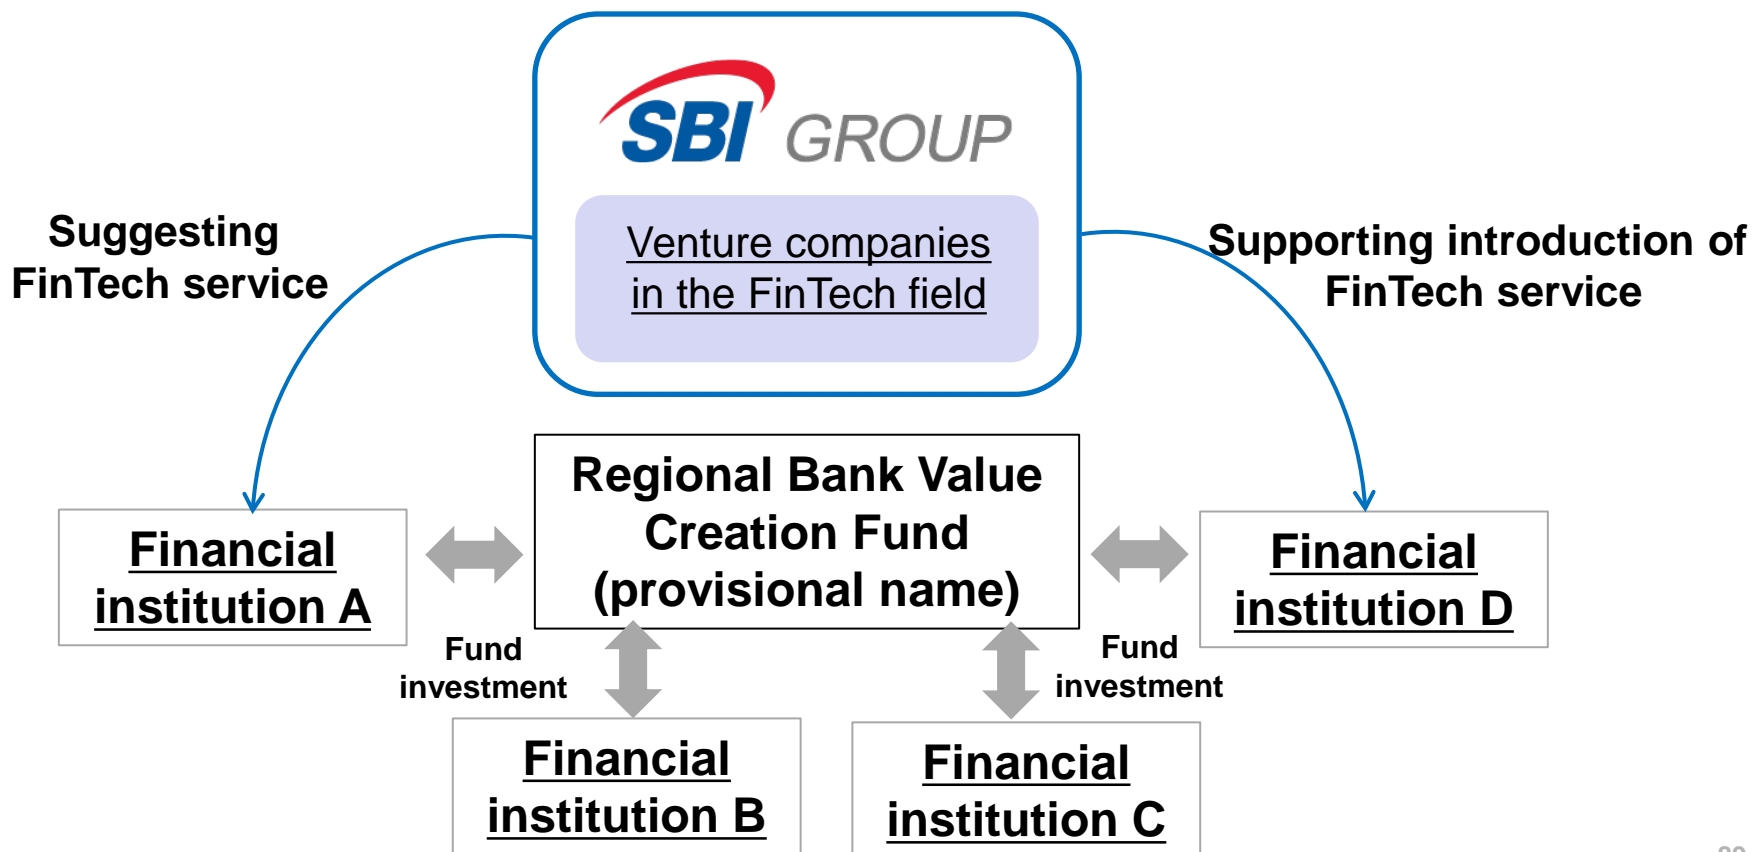 SBI GROUP
Venture companies
in the FinTech field
Suggesting
FinTech service
Supporting introduction of
FinTech service
Regional Bank Value
Creation Fund
(provisional name)
Financial
institution A
Financial
institution D
Fund
investment
Fund
investment
Financial
institution B
Financial
institution C